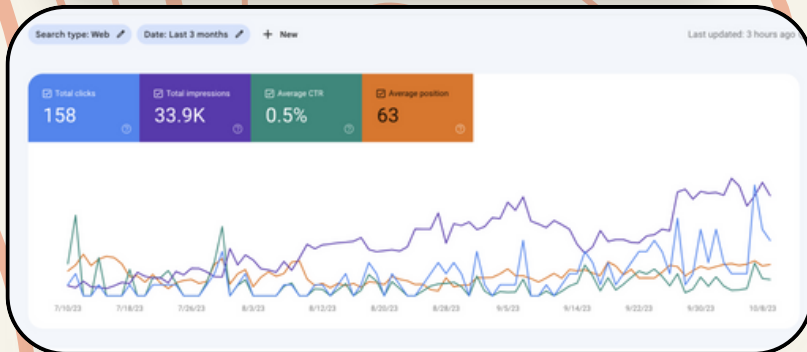 Search type: Web Date: Last 3 months + New Last updated: 3 hours ago
Total clicks Total impressions Average CTR Average position
158 33.9K 0.5% 63
7/10/23 7/18/23 7/26/23 8/3/23 8/12/23 8/20/23 8/28/23 9/5/23 9/14/23 9/22/23 9/30/23 10/8/23